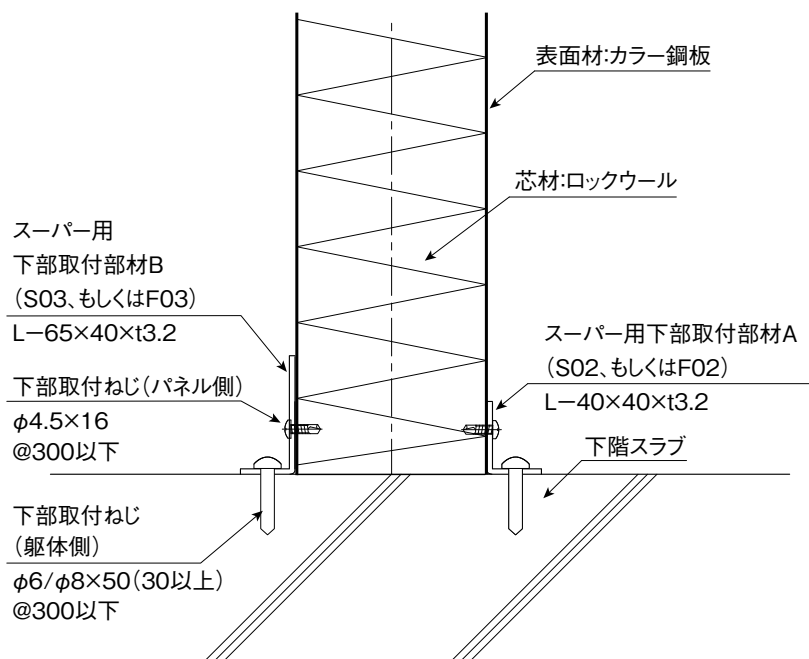 表面材:カラー鋼板
芯材:ロックウール
スーパー用
下部取付部材B
（S03、もしくはF03）
L－65×40×t3.2
下部取付ねじ（パネル側）
φ4.5×16
@300以下
下部取付ねじ
（躯体側）
φ6/φ8×50（30以上）
@300以下
スーパー用下部取付部材A
（S02、もしくはF02）
L－40×40×t3.2
下階スラブ